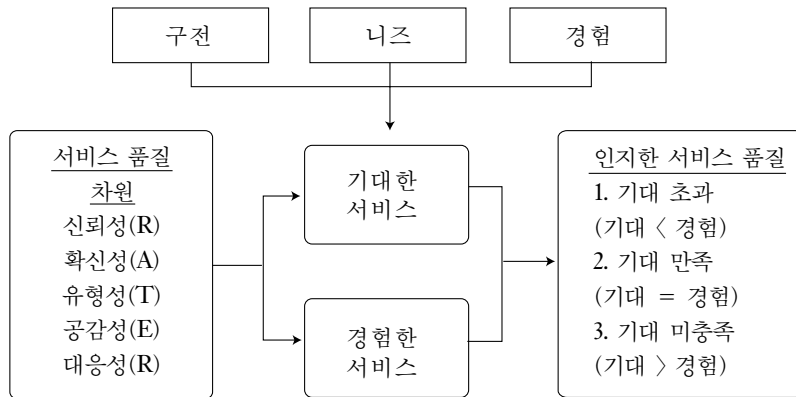 구전
니즈
경험
서비스 품질
차원
신뢰성(R)
확신성(A)
유형성(T)
공감성(E)
대응성(R)
기대한
서비스
경험한
서비스
인지한 서비스 품질
1. 기대 초과
(기대 〈 경험)
2. 기대 만족
(기대 = 경험)
3. 기대 미충족
(기대 〉 경험)